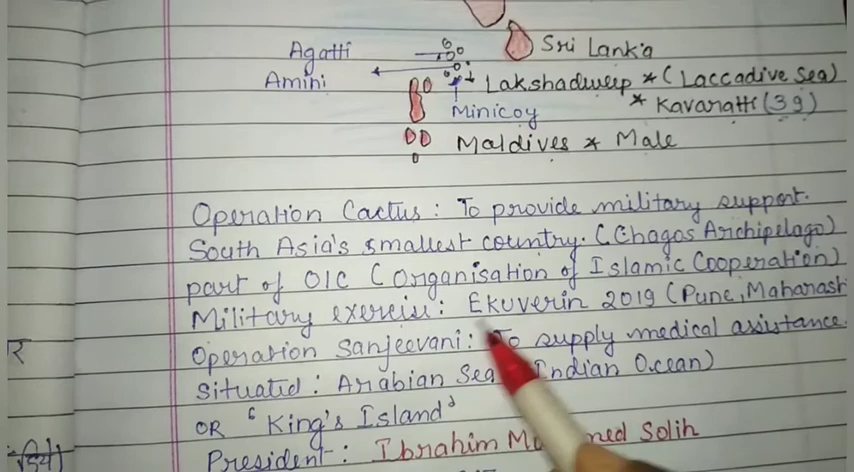 Sri Lanka
Agatti
Amini
Lakshadweep * (Laccadive Sea)
* Kavaratti (39)
Minicoy
Maldives * Male
Operation Cactus: To provide military support.
South Asia's smallest country. (Chagos Archipelago)
part of OIC (Organisation of Islamic Cooperation)
Military exercise: Ekuverin 2019 (Pune, Maharash
Operation Sanjeevani: To supply medical assistance.
Situated: Arabian Sea Indian Ocean)
OR 'King's Island'
President: Ibrahim Solih
र